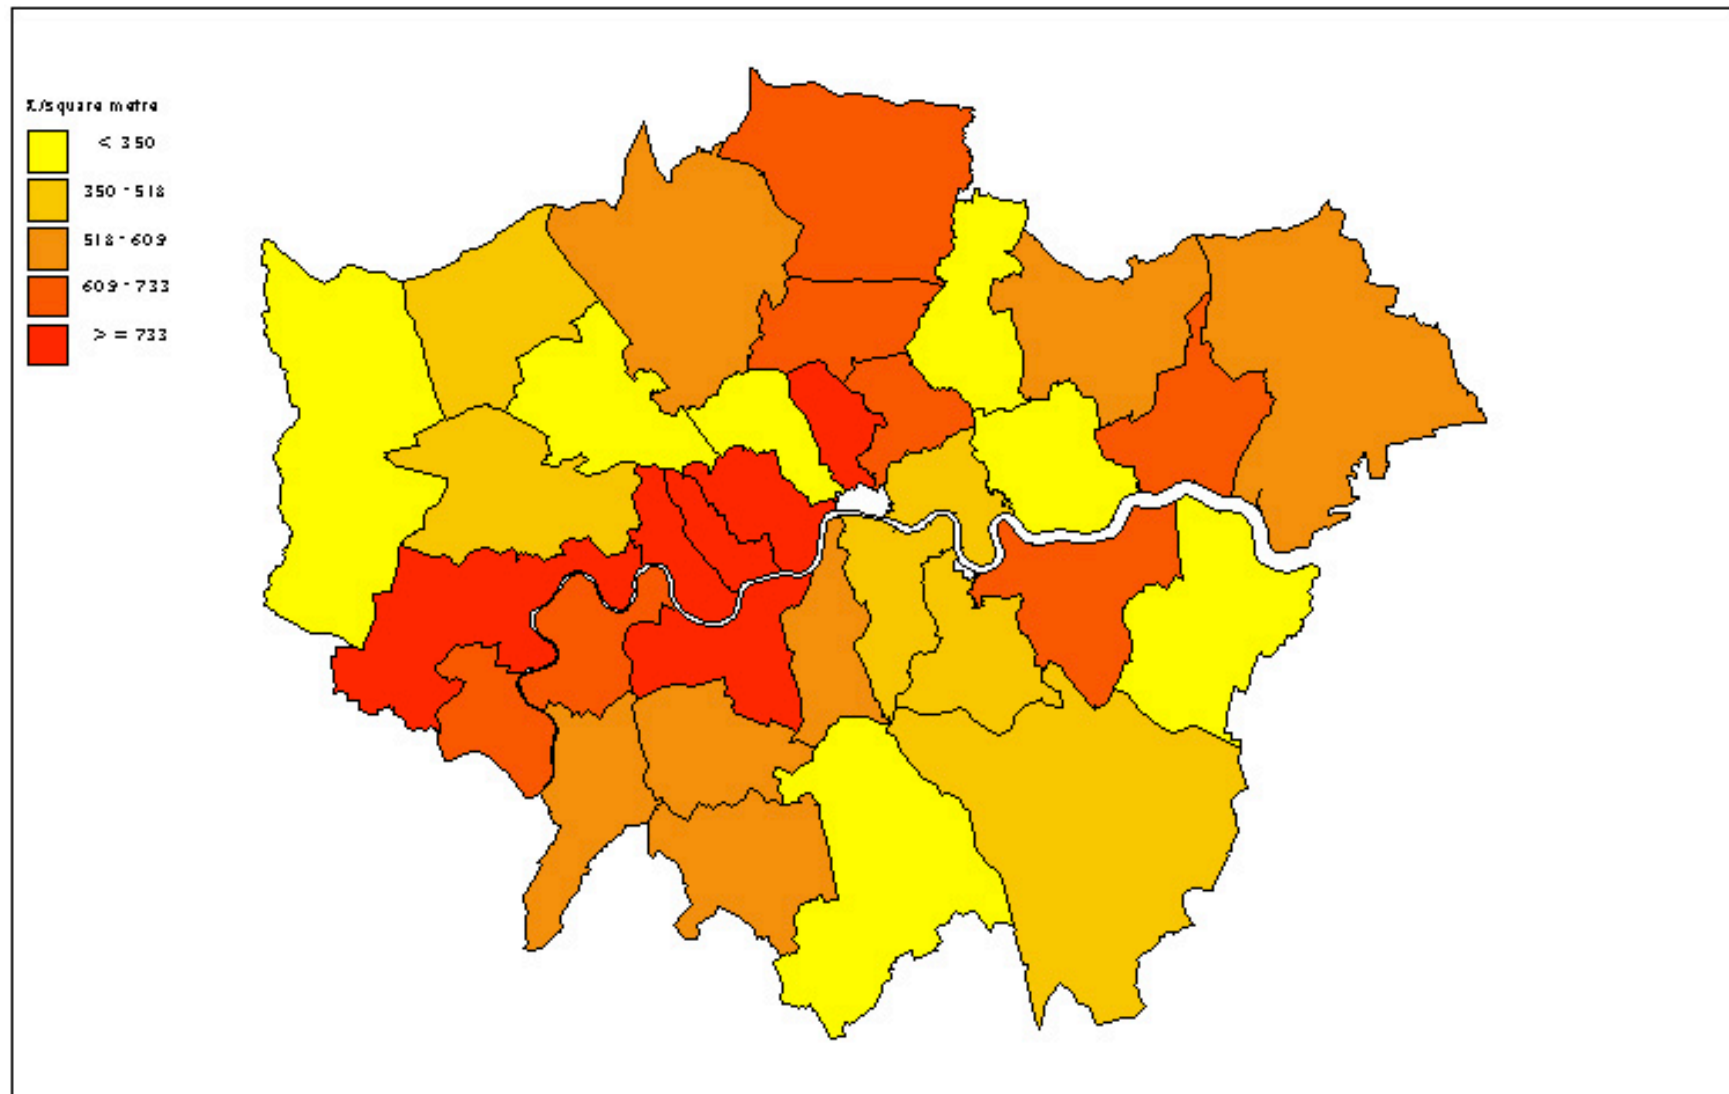 £/square metre
< 350
350 - 518
518 - 609
609 - 733
> = 733